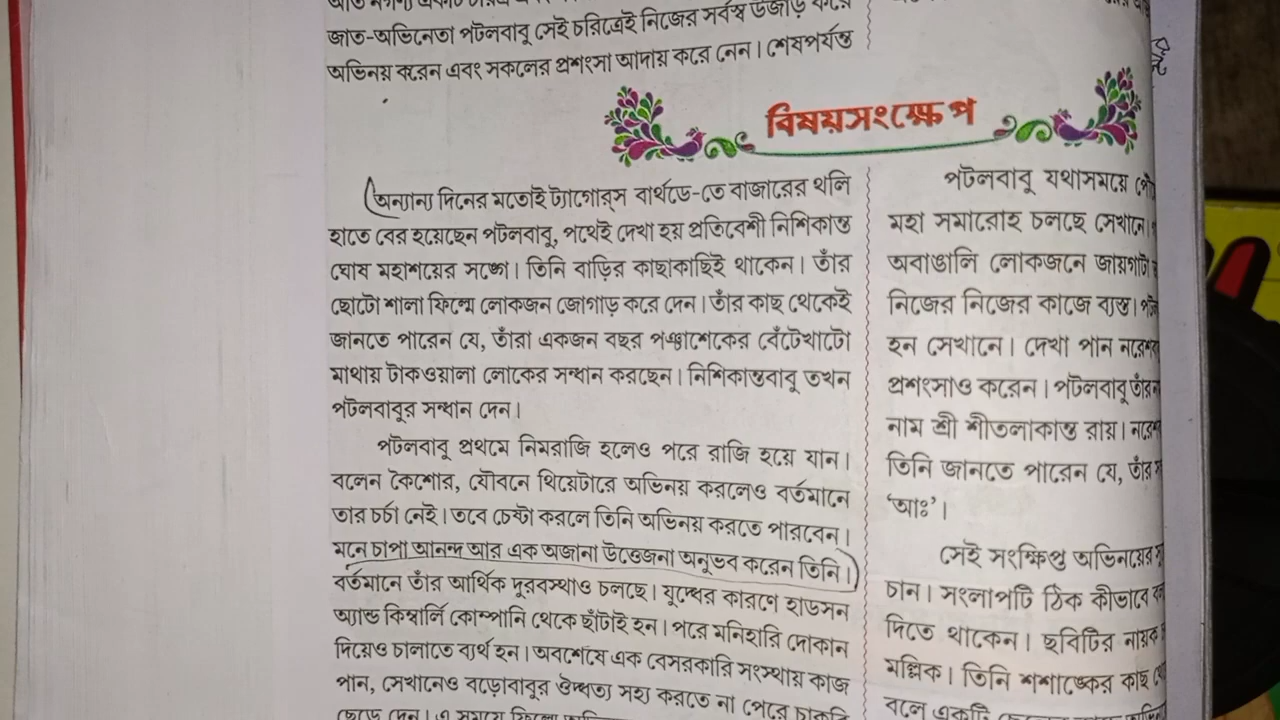 জাত-অভিনেতা পটলবাবু সেই চরিত্রেই নিজের সর্বস্ব উজাড় করে
অভিনয় করেন এবং সকলের প্রশংসা আদায় করে নেন। শেষপর্যন্ত
বিষয়সংক্ষেপ
অন্যান্য দিনের মতোই ট্যাগোর্‌স বার্থডে-তে বাজারের থলি
হাতে বের হয়েছেন পটলবাবু, পথেই দেখা হয় প্রতিবেশী নিশিকান্ত
ঘোষ মহাশয়ের সঙ্গে। তিনি বাড়ির কাছাকাছিই থাকেন। তাঁর
ছোটো শালা ফিল্মে লোকজন জোগাড় করে দেন। তাঁর কাছ থেকেই
জানতে পারেন যে, তাঁরা একজন বছর পঞ্চাশেকের বেঁটেখাটো
মাথায় টাকওয়ালা লোকের সন্ধান করছেন। নিশিকান্তবাবু তখন
পটলবাবুর সন্ধান দেন।
পটলবাবু প্রথমে নিমরাজি হলেও পরে রাজি হয়ে যান।
বলেন কৈশোর, যৌবনে থিয়েটারে অভিনয় করলেও বর্তমানে
তার চর্চা নেই। তবে চেষ্টা করলে তিনি অভিনয় করতে পারবেন।
মনে চাপা আনন্দ আর এক অজানা উত্তেজনা অনুভব করেন তিনি।
বর্তমানে তাঁর আর্থিক দুরবস্থাও চলছে। যুদ্ধের কারণে হাডসন
অ্যান্ড কিম্বার্লি কোম্পানি থেকে ছাঁটাই হন। পরে মনিহারি দোকান
দিয়েও চালাতে ব্যর্থ হন। অবশেষে এক বেসরকারি সংস্থায় কাজ
পান, সেখানেও বড়োবাবুর ঔদ্ধত্য সহ্য করতে না পেরে চাকরি
পটলবাবু যথাসময়ে
মহা সমারোহ চলছে সেখানে।
অবাঙালি লোকজনে জায়গাটা
নিজের নিজের কাজে ব্যস্ত।
হন সেখানে। দেখা পান
প্রশংসাও করেন। পটলবাবু তাঁর
নাম শ্রী শীতলাকান্ত রায়।
তিনি জানতে পারেন যে, তাঁর
‘আঃ’।
সেই সংক্ষিপ্ত অভিনয়ের
চান। সংলাপটি ঠিক কীভাবে
দিতে থাকেন। ছবিটির নায়ক
মল্লিক। তিনি শশাঙ্কের কাছ
বলে একটি